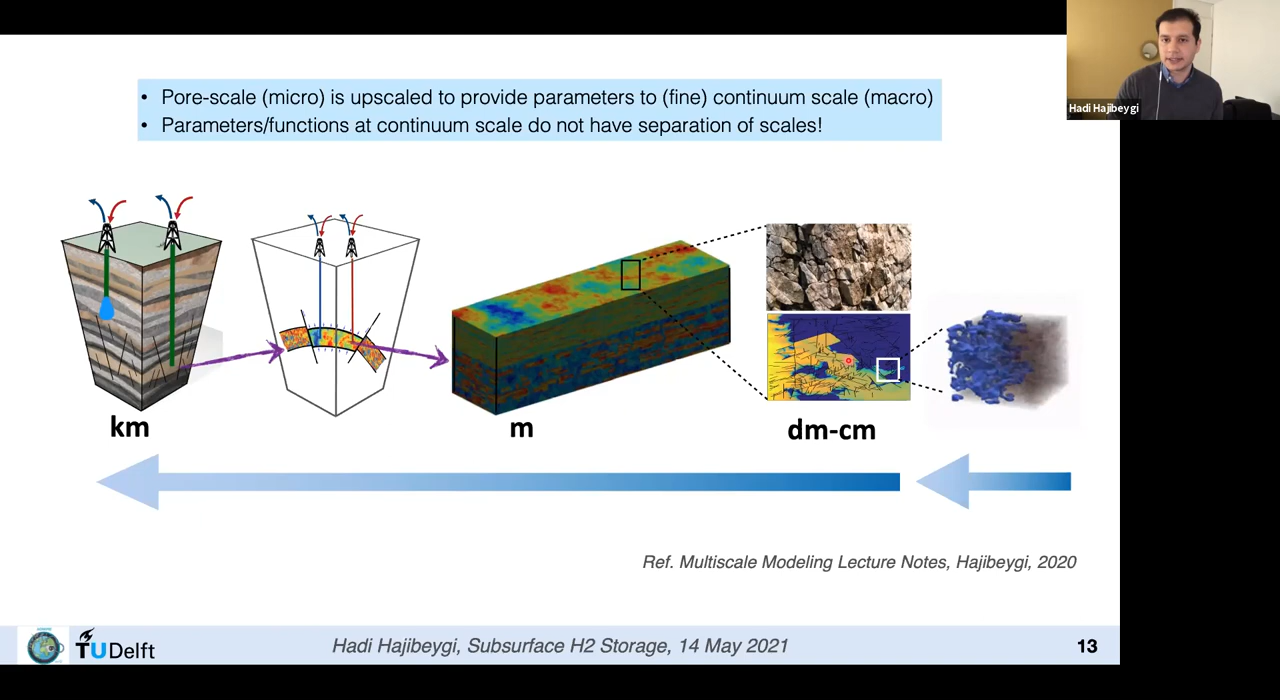 • Pore-scale (micro) is upscaled to provide parameters to (fine) continuum scale (macro)
• Parameters/functions at continuum scale do not have separation of scales!
Hadi Hajibeygi
km
m
dm-cm
Ref. Multiscale Modeling Lecture Notes, Hajibeygi, 2020
TUDelft
Hadi Hajibeygi, Subsurface H2 Storage, 14 May 2021
13